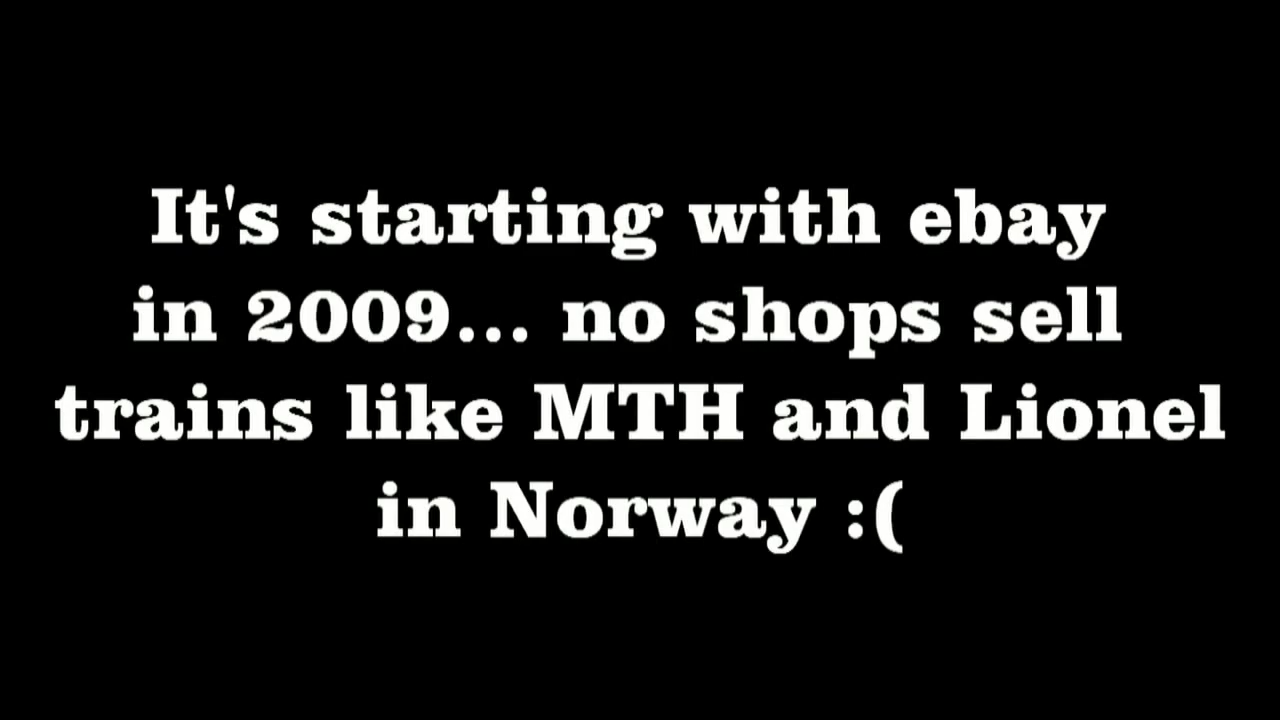 It's starting with ebay
in 2009... no shops sell
trains like MTH and Lionel
in Norway :(